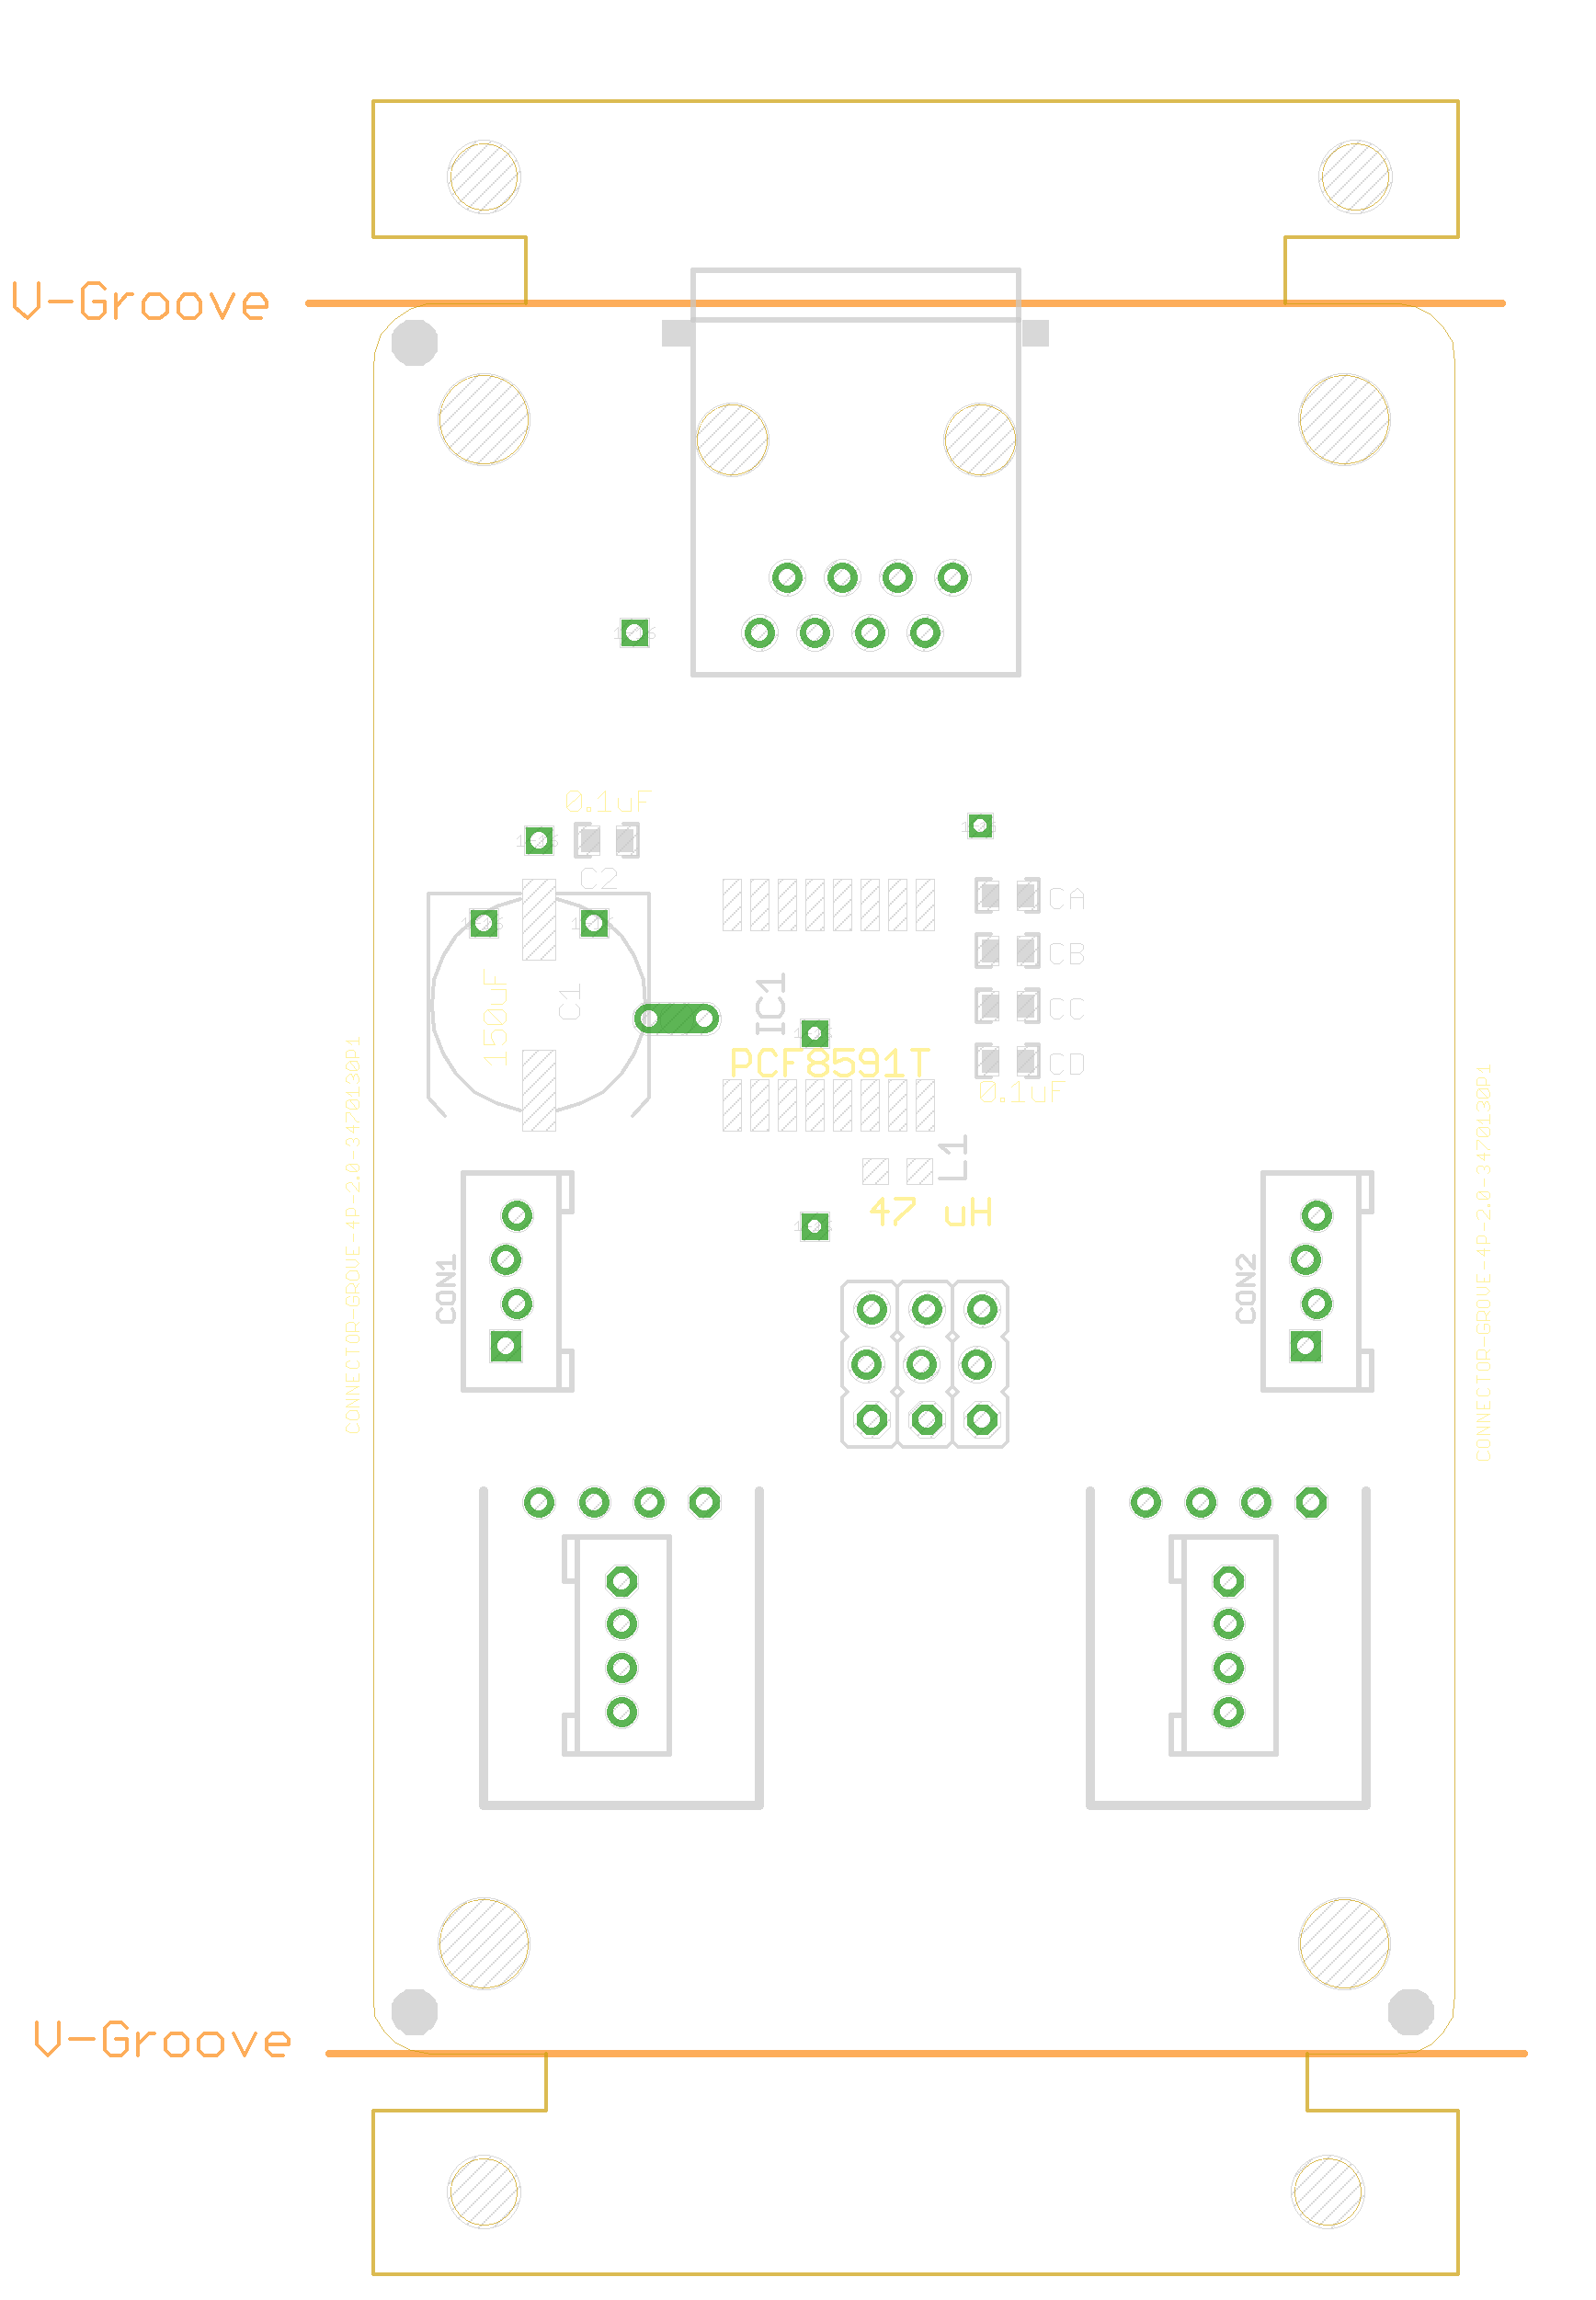 V-Groove
0.1uF
C2
CA
CB
CC
CD
0.1uF
150uF
C1
IC1
PCF8591T
L1
47 uH
CON1
CON2
CONNECTOR-GROVE-4P-2.0-3470130P1
CONNECTOR-GROVE-4P-2.0-3470130P1
V-Groove